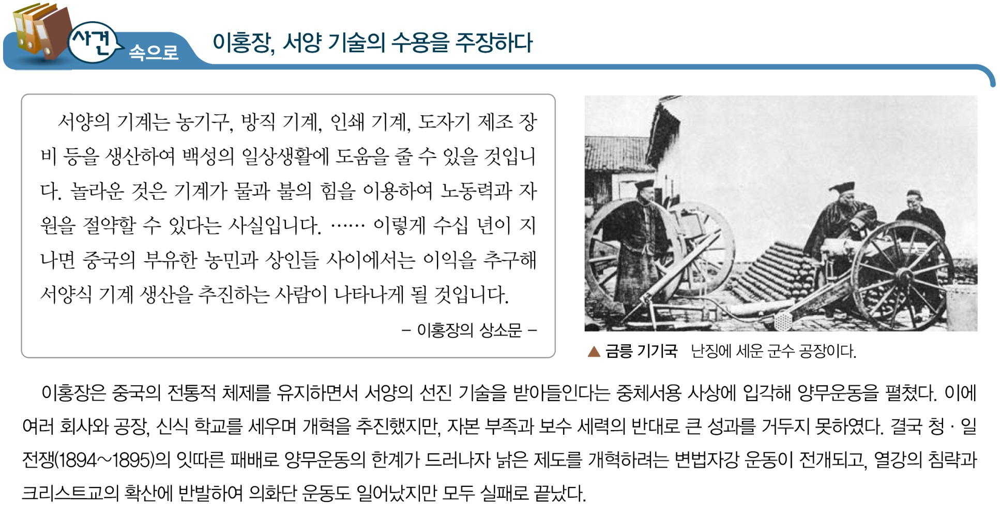 사건 속으로
이홍장, 서양 기술의 수용을 주장하다
서양의 기계는 농기구, 방직 기계, 인쇄 기계, 도자기 제조 장
비 등을 생산하여 백성의 일상생활에 도움을 줄 수 있을 것입니
다. 놀라운 것은 기계가 물과 불의 힘을 이용하여 노동력과 자
원을 절약할 수 있다는 사실입니다. …… 이렇게 수십 년이 지
나면 중국의 부유한 농민과 상인들 사이에서는 이익을 추구해
서양식 기계 생산을 추진하는 사람이 나타나게 될 것입니다.
– 이홍장의 상소문 –
▲ 금릉 기기국 난징에 세운 군수 공장이다.
이홍장은 중국의 전통적 체제를 유지하면서 서양의 선진 기술을 받아들인다는 중체서용 사상에 입각해 양무운동을 펼쳤다. 이에
여러 회사와 공장, 신식 학교를 세우며 개혁을 추진했지만, 자본 부족과 보수 세력의 반대로 큰 성과를 거두지 못하였다. 결국 청·일
전쟁(1894～1895)의 잇따른 패배로 양무운동의 한계가 드러나자 낡은 제도를 개혁하려는 변법자강 운동이 전개되고, 열강의 침략과
크리스트교의 확산에 반발하여 의화단 운동도 일어났지만 모두 실패로 끝났다.